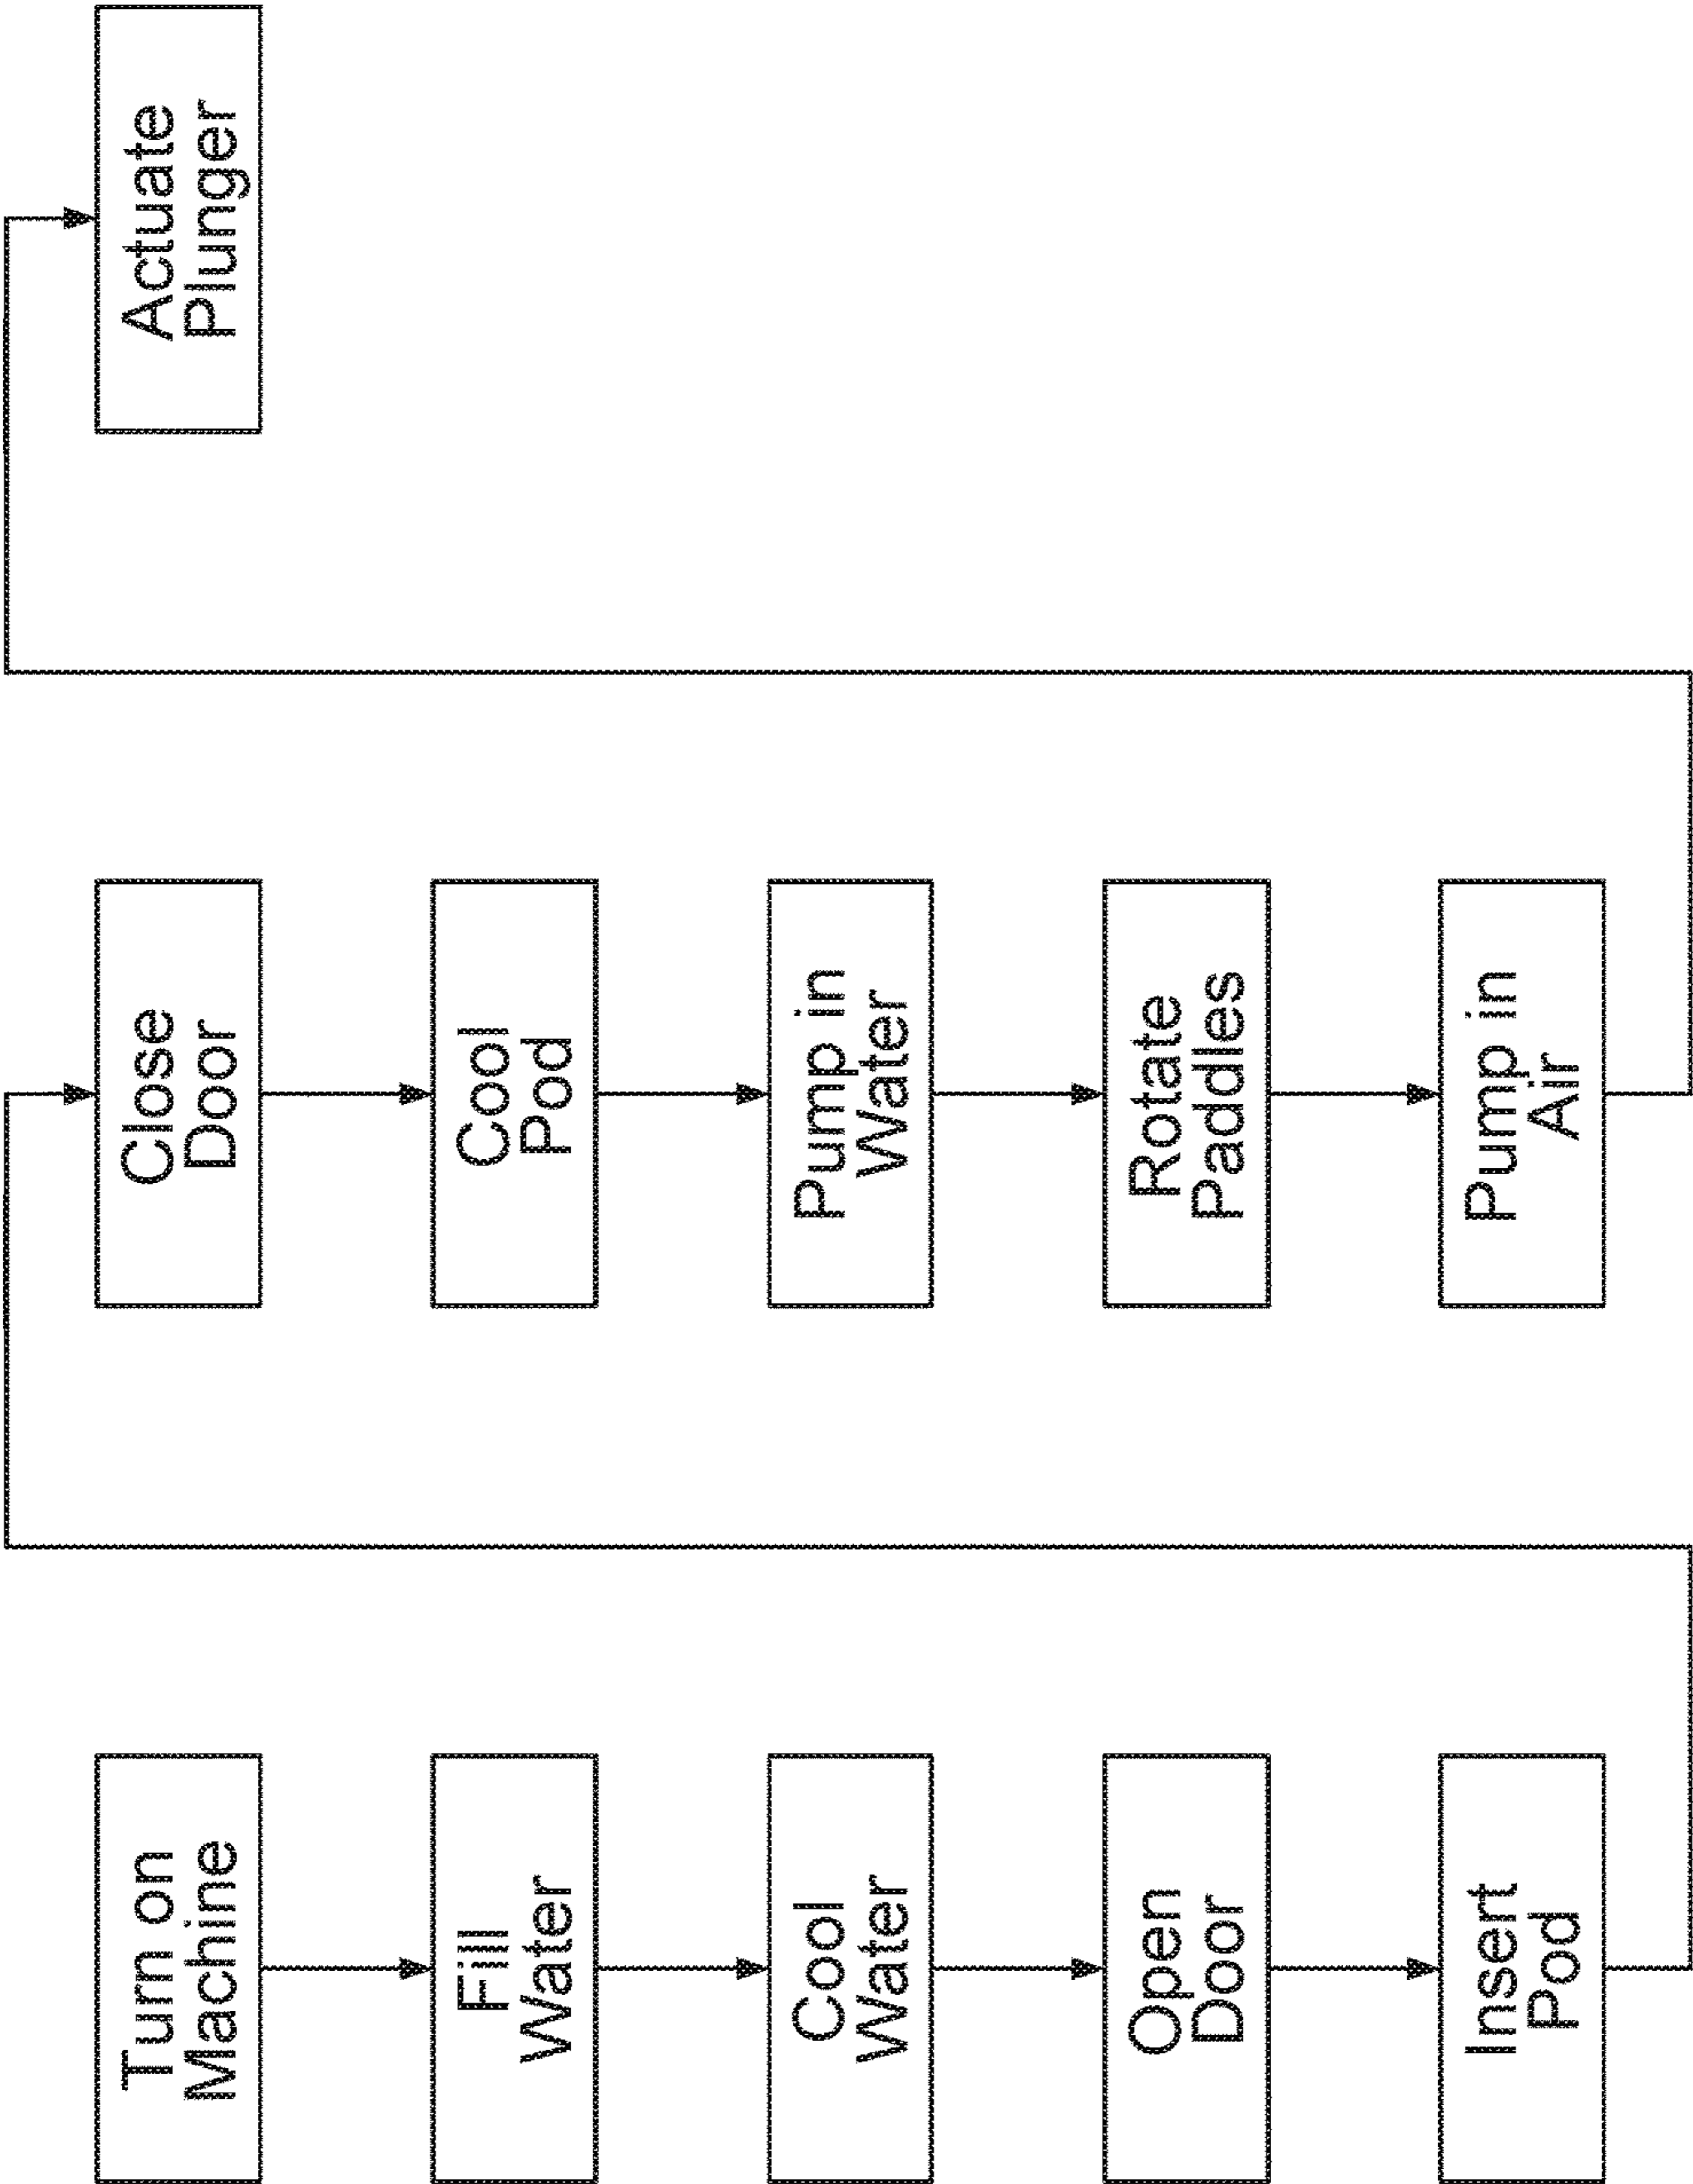 Turn on
Machine
Fill
Water
Cool
Water
Open
Door
Insert
Pod
Close
Door
Cool
Pod
Pump in
Water
Rotate
Paddles
Pump in
Air
Actuate
Plunger